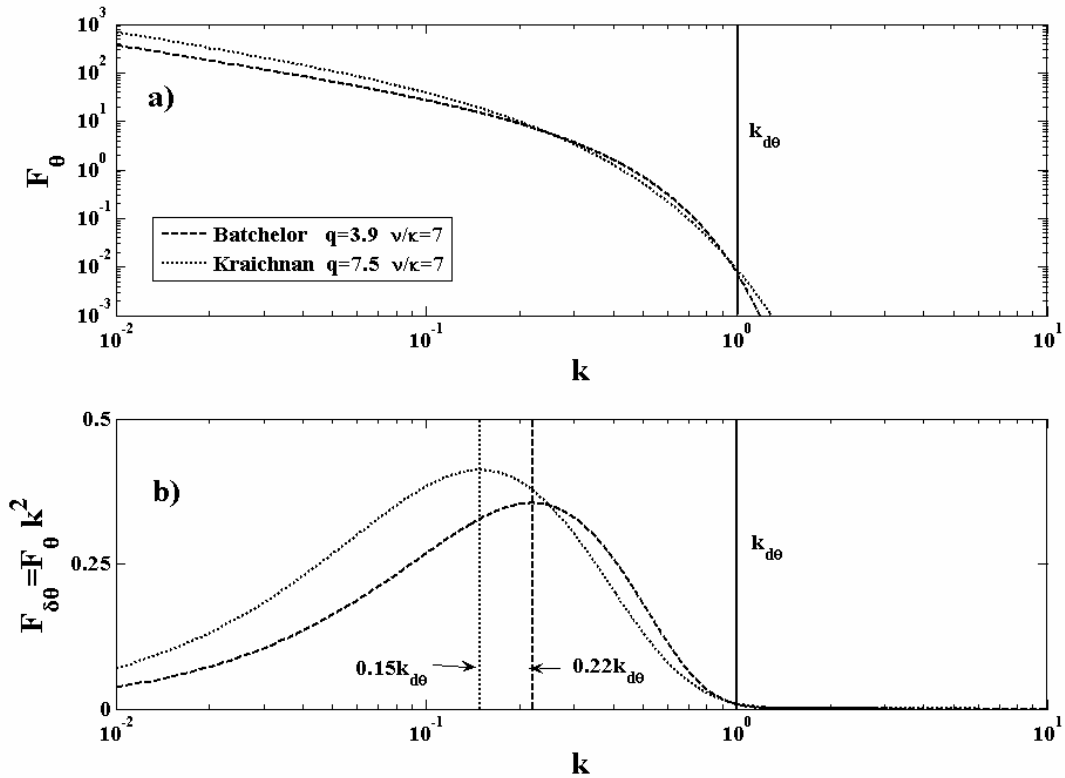 10³
10²
10¹
10⁰
10⁻¹
10⁻²
10⁻³
F_θ
a)
k_dθ
Batchelor q=3.9 ν/κ=7
Kraichnan q=7.5 ν/κ=7
10⁻² 10⁻¹ 10⁰ 10¹
k
0.5
0.25
0
F_δθ=F_θ k²
b)
k_dθ
0.15k_dθ 0.22k_dθ
10⁻² 10⁻¹ 10⁰ 10¹
k